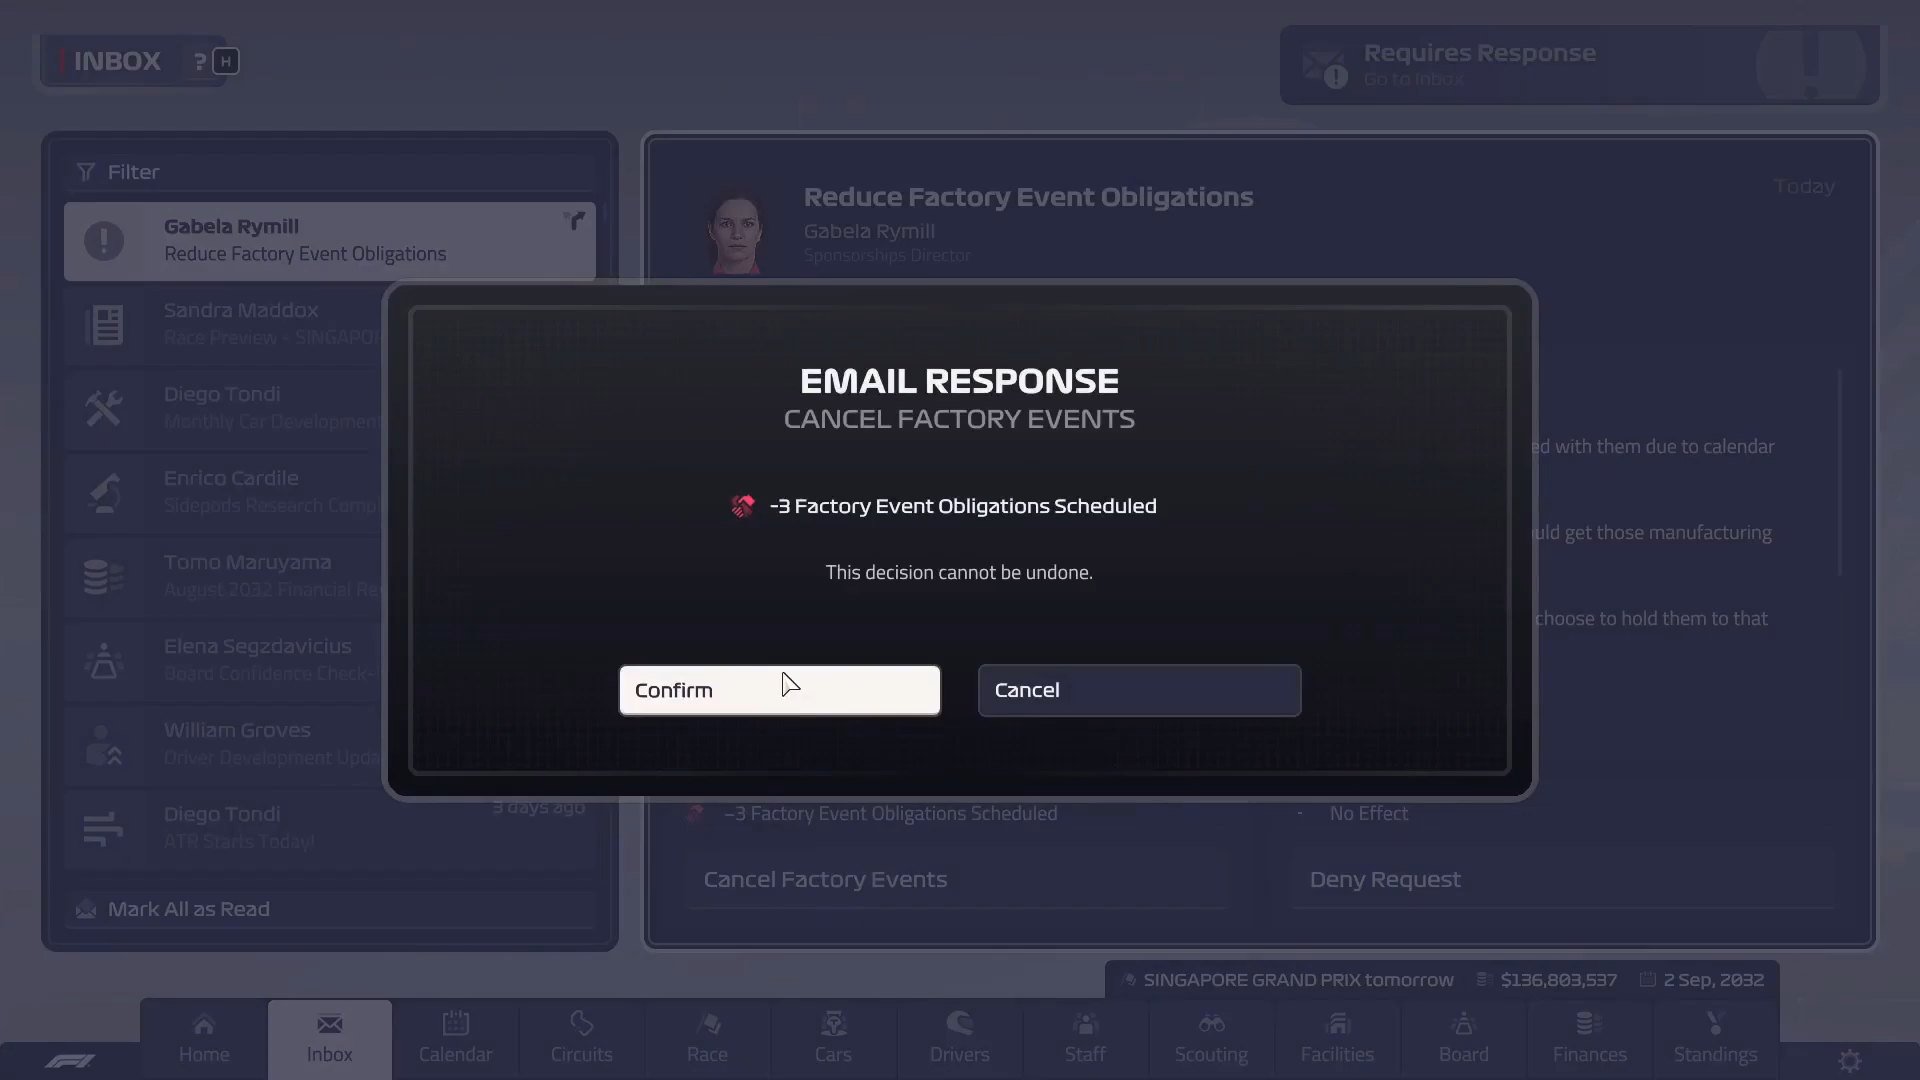 INBOX ? H
Requires Response
Go to Inbox
Filter
Gabela Rymill
Reduce Factory Event Obligations
Sandra Maddox
Race Preview - SINGAPO
Diego Tondi
Monthly Car Development
Enrico Cardile
Sidepods Research Compl
Tomo Maruyama
August 2032 Financial Re
Elena Segzdavicius
Board Confidence Check-
William Groves
Driver Development Upda
Diego Tondi
3 days ago
ATR Starts Today!
Mark All as Read
Reduce Factory Event Obligations
Today
Gabela Rymill
Sponsorships Director
ed with them due to calendar
uld get those manufacturing
choose to hold them to that
EMAIL RESPONSE
CANCEL FACTORY EVENTS
-3 Factory Event Obligations Scheduled
This decision cannot be undone.
Confirm
Cancel
-3 Factory Event Obligations Scheduled
- No Effect
Cancel Factory Events
Deny Request
SINGAPORE GRAND PRIX tomorrow $136,803,537 2 Sep, 2032
Home Inbox Calendar Circuits Race Cars Drivers Staff Scouting Facilities Board Finances Standings